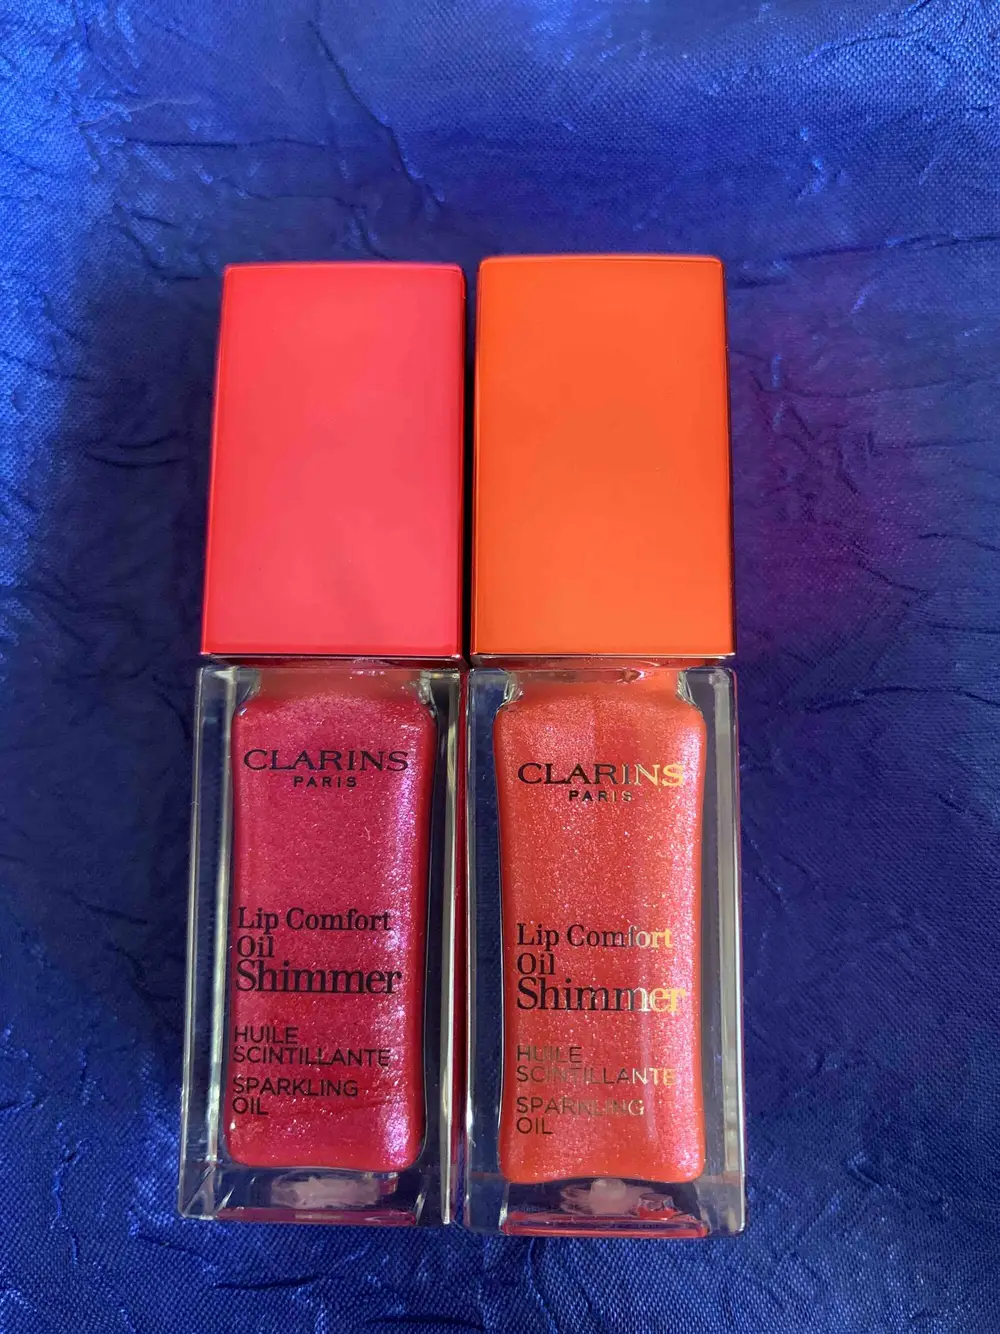 CLARINS
PARIS
Lip Comfort
Oil
Shimmer
HUILE
SCINTILLANTE
SPARKLING
OIL
CLARINS
PARIS
Lip Comfort
Oil
Shimmer
HUILE
SCINTILLANTE
SPARKLING
OIL